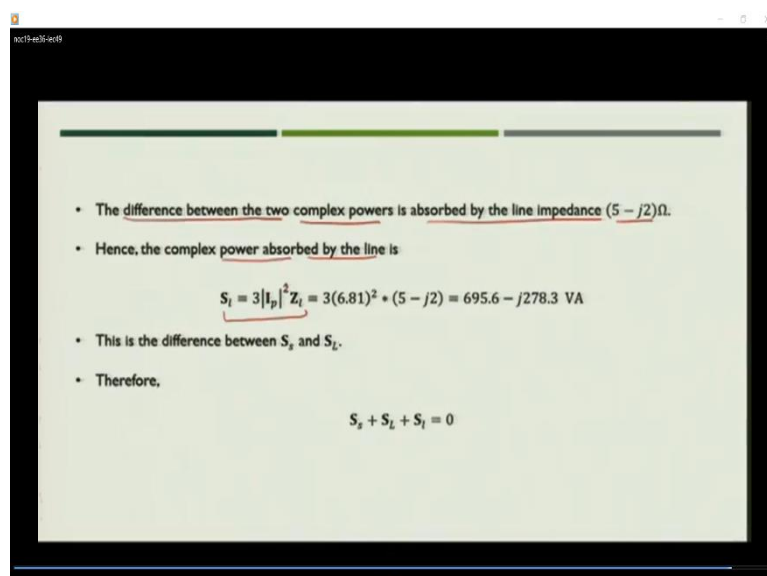 noc19-ee36-lec49
• The difference between the two complex powers is absorbed by the line impedance (5 − j2)Ω.
• Hence, the complex power absorbed by the line is
S_l = 3|I_p|²Z_l = 3(6.81)² * (5 − j2) = 695.6 − j278.3 VA
• This is the difference between S_s and S_L.
• Therefore,
S_s + S_L + S_l = 0